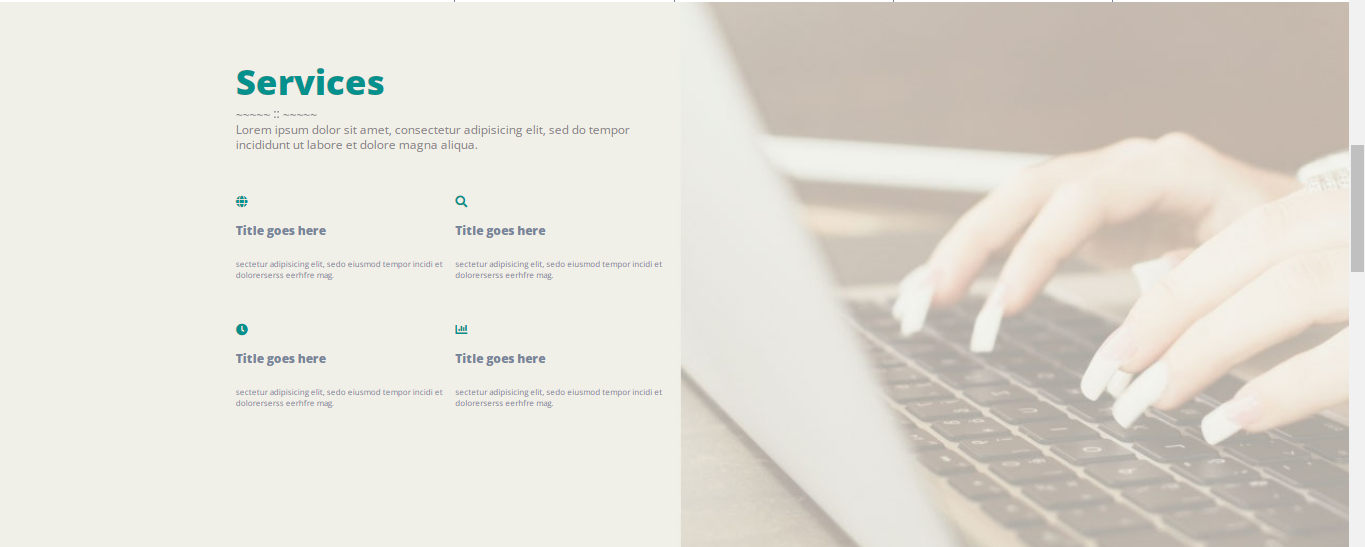 Services
~~~~~ :: ~~~~~
Lorem ipsum dolor sit amet, consectetur adipisicing elit, sed do tempor
incididunt ut labore et dolore magna aliqua.
Title goes here
sectetur adipisicing elit, sedo eiusmod tempor incidi et
dolorerserss eerhfre mag.
Title goes here
sectetur adipisicing elit, sedo eiusmod tempor incidi et
dolorerserss eerhfre mag.
Title goes here
sectetur adipisicing elit, sedo eiusmod tempor incidi et
dolorerserss eerhfre mag.
Title goes here
sectetur adipisicing elit, sedo eiusmod tempor incidi et
dolorerserss eerhfre mag.